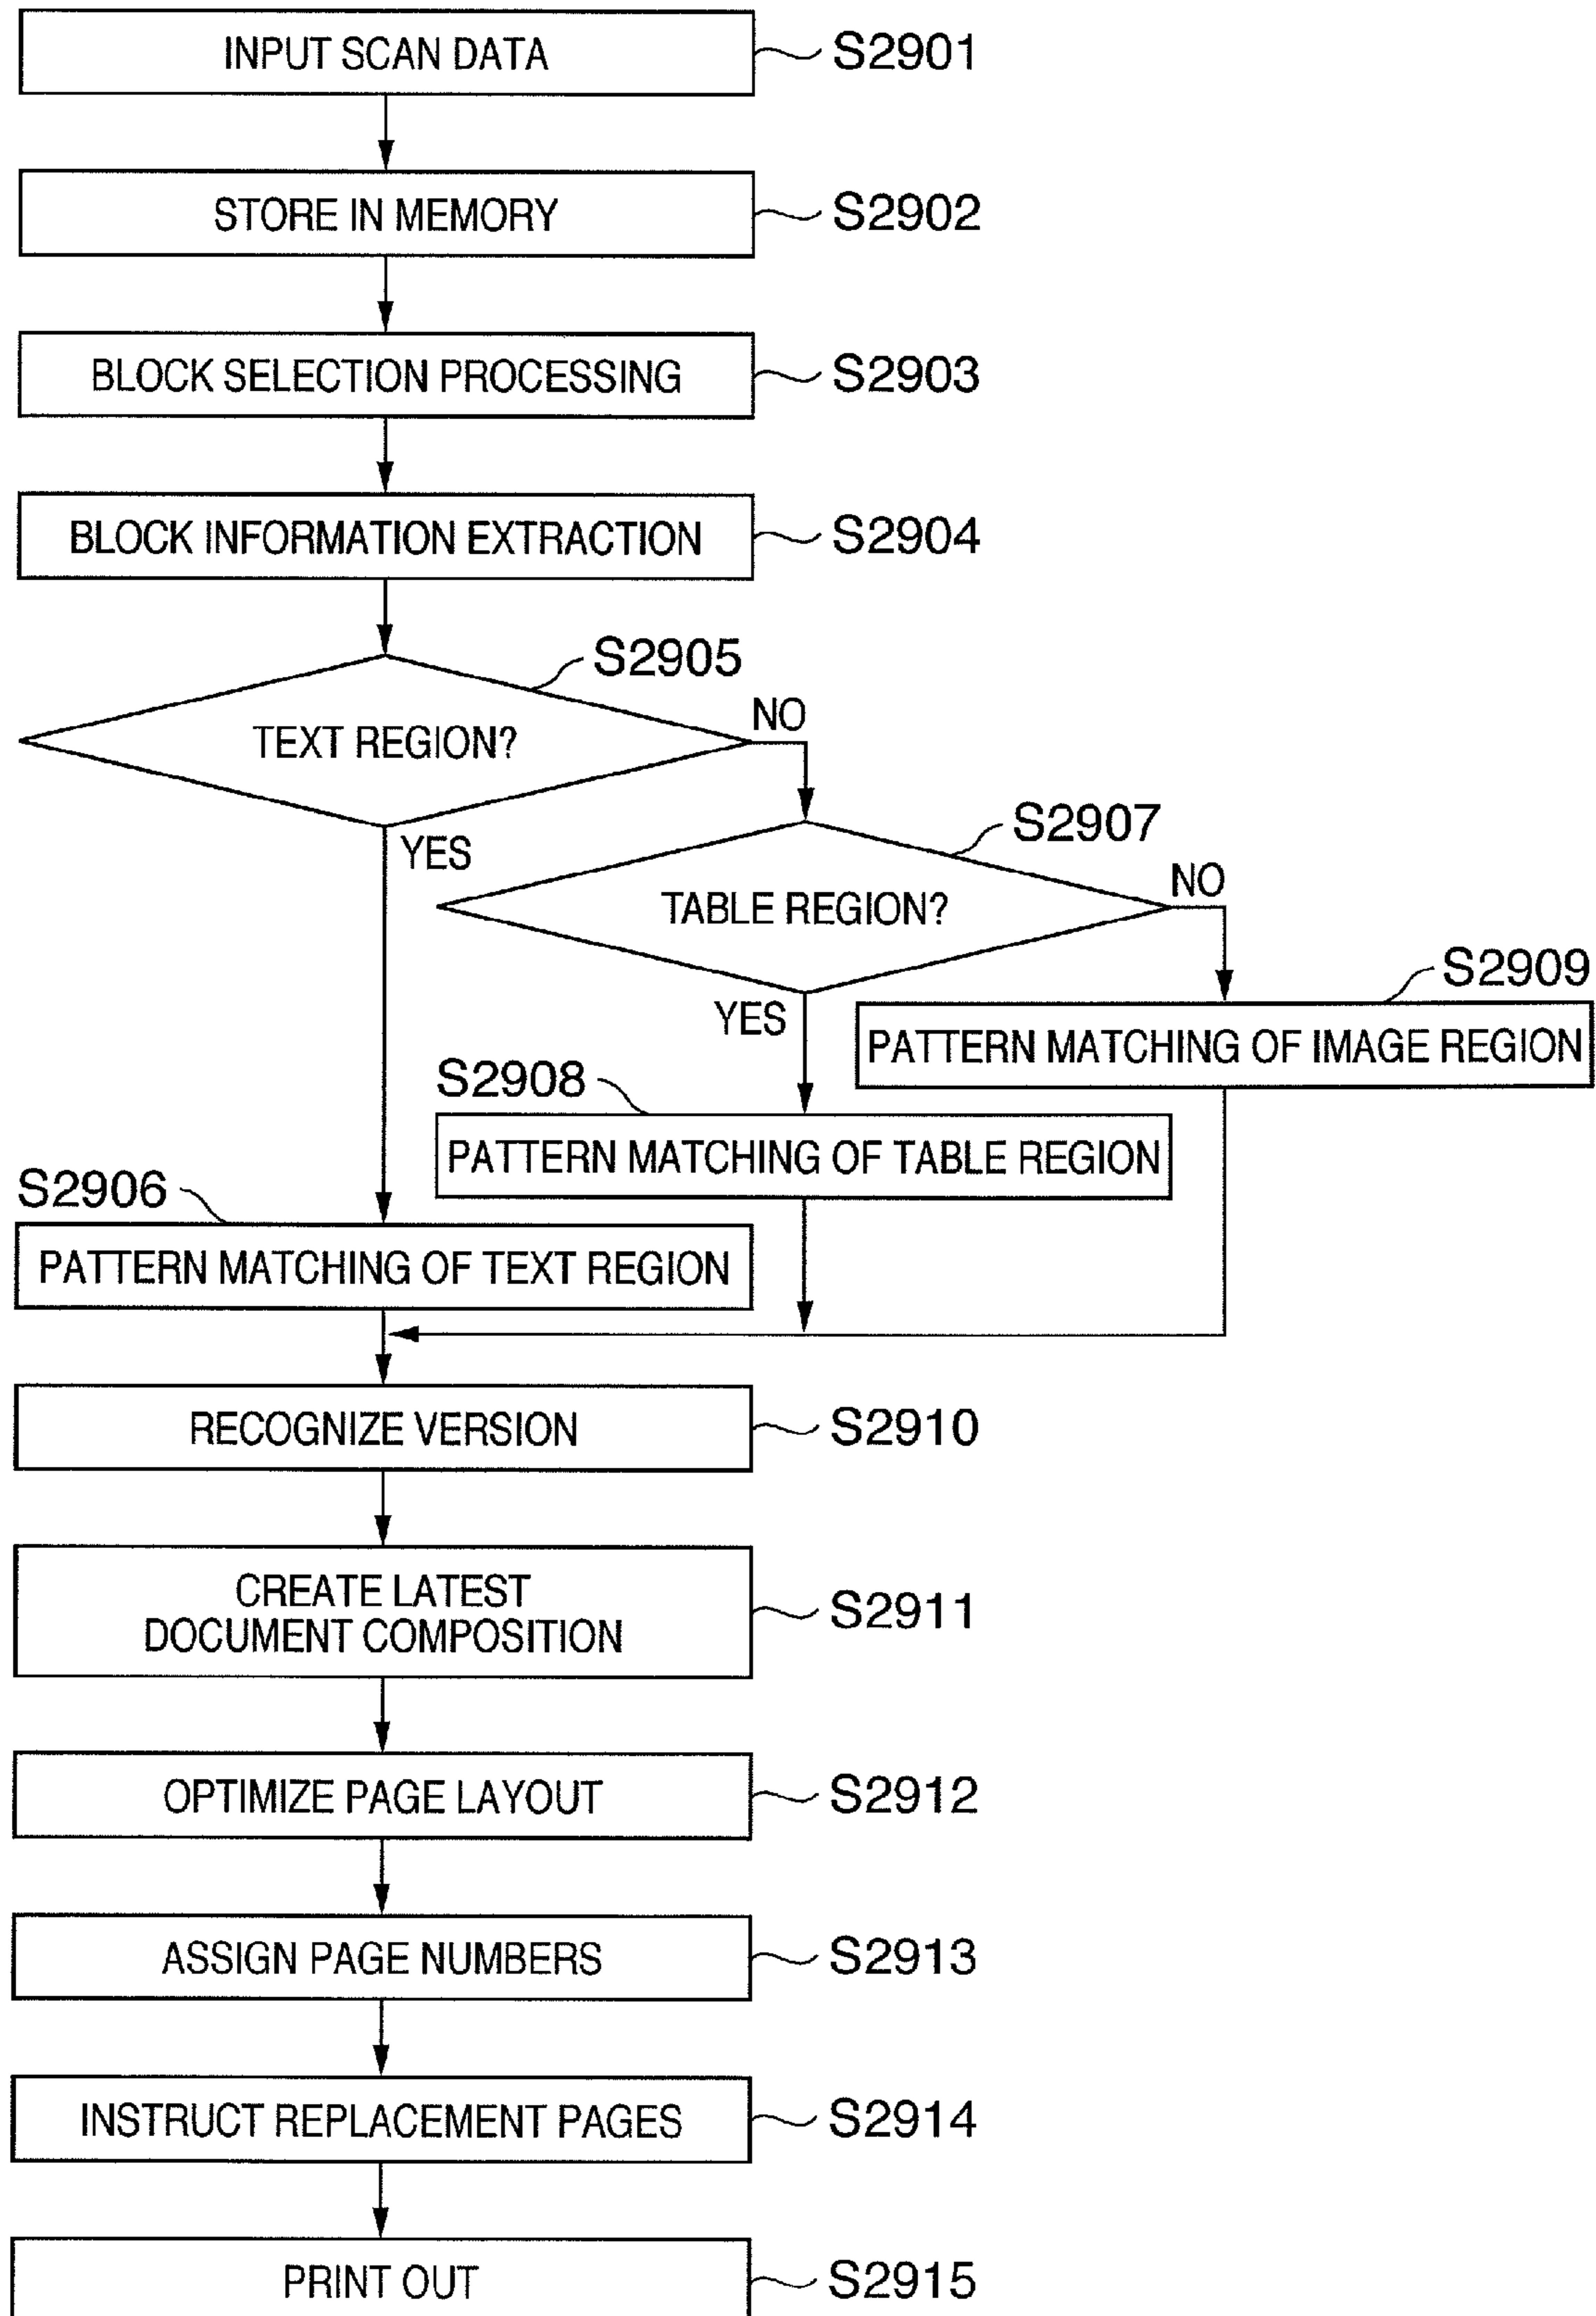 INPUT SCAN DATA
S2901
STORE IN MEMORY
S2902
BLOCK SELECTION PROCESSING
S2903
BLOCK INFORMATION EXTRACTION
S2904
S2905
TEXT REGION?
NO
YES
S2907
TABLE REGION?
NO
YES
S2909
PATTERN MATCHING OF IMAGE REGION
S2908
PATTERN MATCHING OF TABLE REGION
S2906
PATTERN MATCHING OF TEXT REGION
RECOGNIZE VERSION
S2910
CREATE LATEST
DOCUMENT COMPOSITION
S2911
OPTIMIZE PAGE LAYOUT
S2912
ASSIGN PAGE NUMBERS
S2913
INSTRUCT REPLACEMENT PAGES
S2914
PRINT OUT
S2915